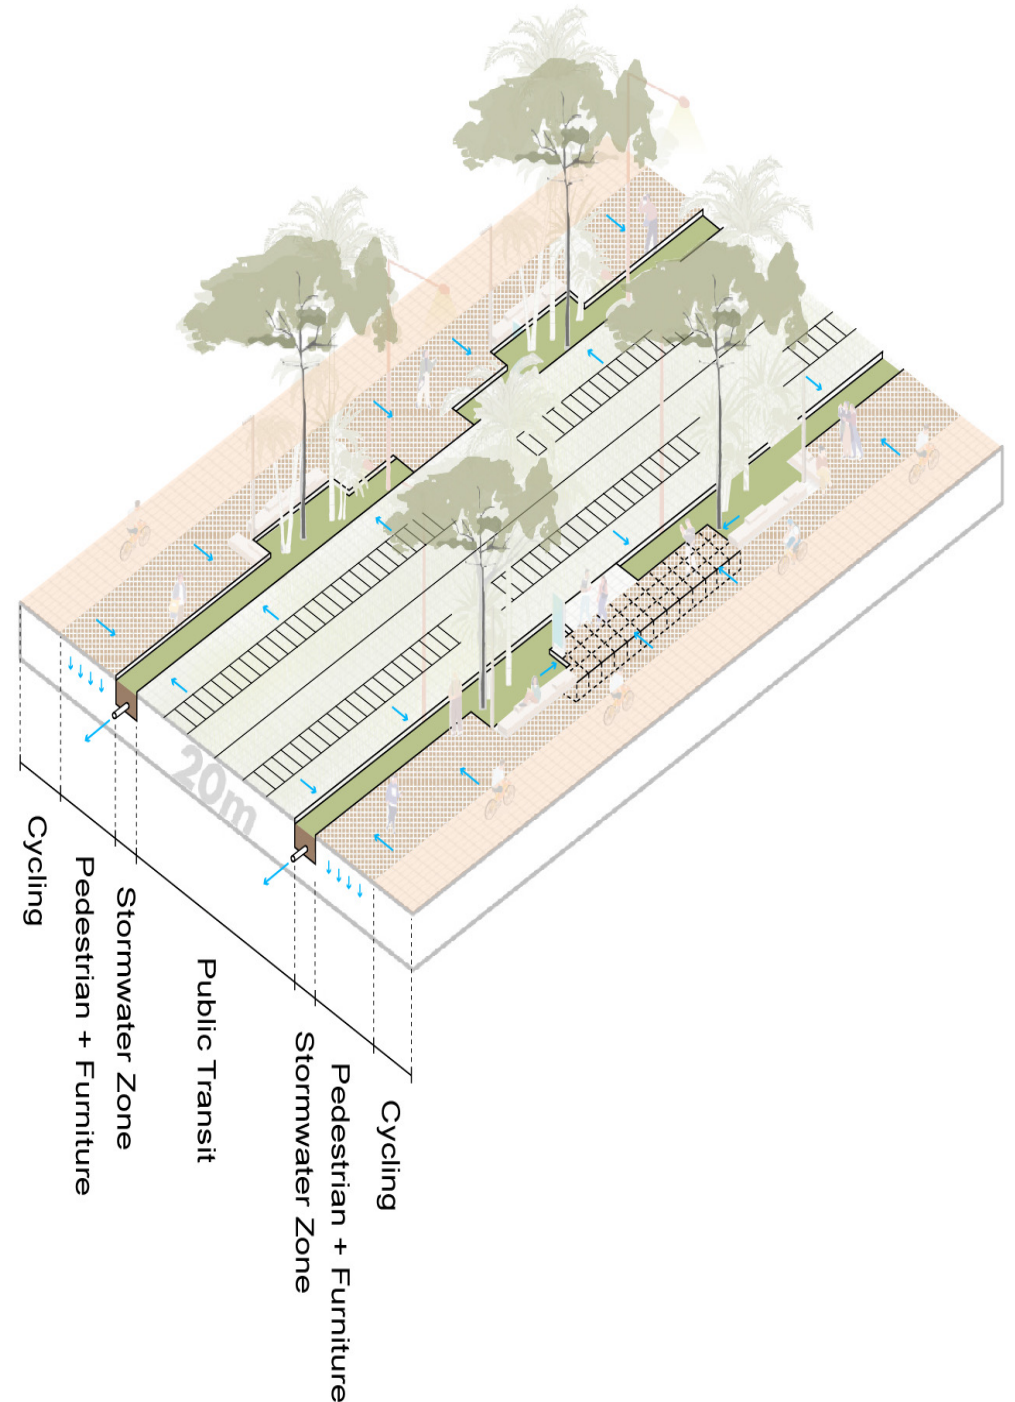 20m
Cycling
Pedestrian + Furniture
Stormwater Zone
Public Transit
Stormwater Zone
Pedestrian + Furniture
Cycling